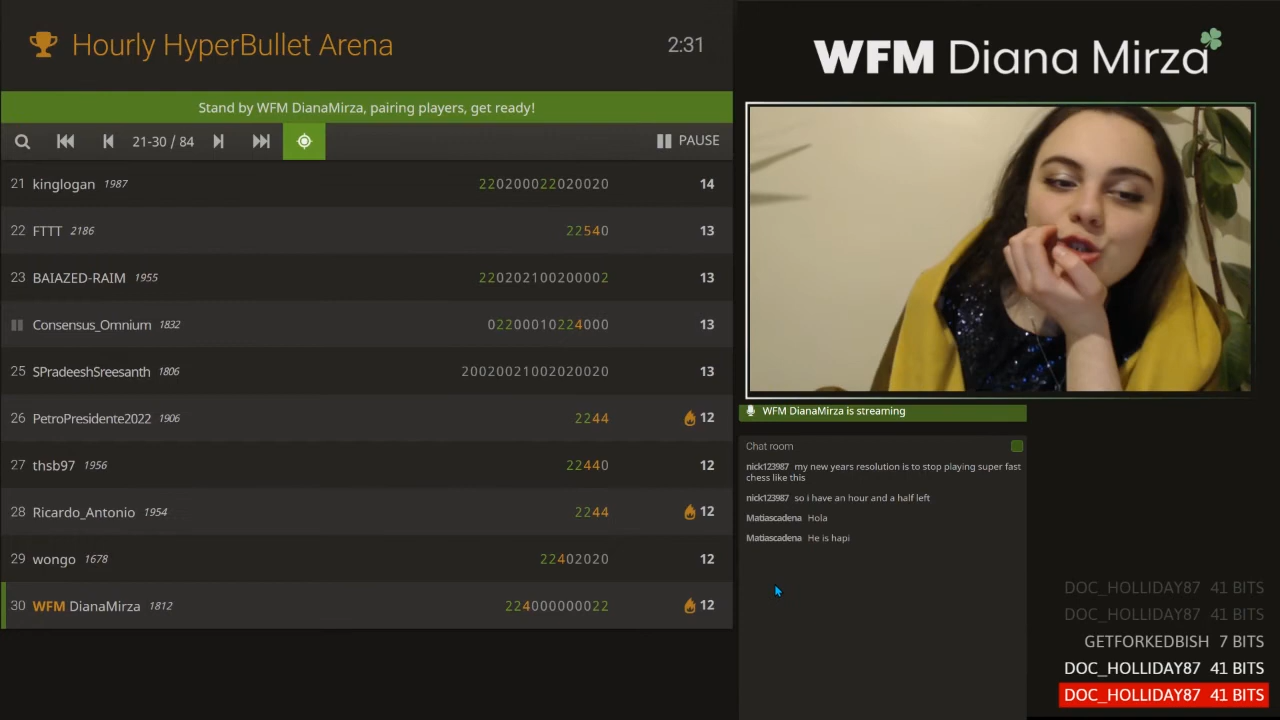 Hourly HyperBullet Arena
2:31
Stand by WFM DianaMirza, pairing players, get ready!
21-30 / 84
PAUSE
21 kinglogan 1987 220200022020020 14
22 FTTT 2186 22540 13
23 BAIAZED-RAIM 1955 220202100200002 13
Consensus_Omnium 1832 02200010224000 13
25 SPradeeshSreesanth 1806 20020021002020020 13
26 PetroPresidente2022 1906 2244 12
27 thsb97 1956 22440 12
28 Ricardo_Antonio 1954 2244 12
29 wongo 1678 22402020 12
30 WFM DianaMirza 1812 224000000022 12
WFM Diana Mirza
WFM DianaMirza is streaming
Chat room
nick123987 my new years resolution is to stop playing super fast
chess like this
nick123987 so i have an hour and a half left
Matiascadena Hola
Matiascadena He is hapi
DOC_HOLLIDAY87 41 BITS
DOC_HOLLIDAY87 41 BITS
GETFORKEDBISH 7 BITS
DOC_HOLLIDAY87 41 BITS
DOC_HOLLIDAY87 41 BITS